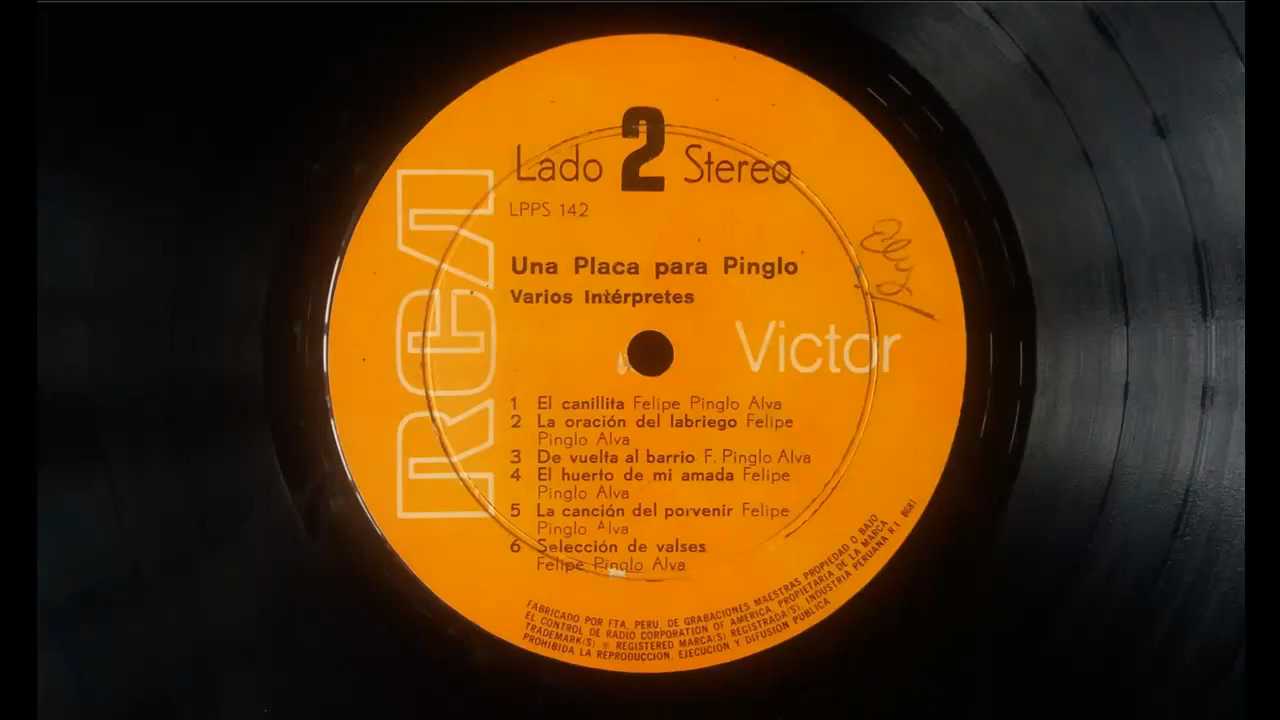 Lado 2 Stereo
LPPS 142
Una Placa para Pinglo
Varios Intérpretes
RCA
Victor
1 El canillita Felipe Pinglo Alva
2 La oración del labriego Felipe
Pinglo Alva
3 De vuelta al barrio F. Pinglo Alva
4 El huerto de mi amada Felipe
Pinglo Alva
5 La canción del porvenir Felipe
Pinglo Alva
6 Selección de valses
Felipe Pinglo Alva
FABRICADO POR FTA. PERU, DE GRABACIONES MAESTRAS PROPIEDAD O BAJO
EL CONTROL DE RADIO CORPORATION OF AMERICA, PROPIETARIA DE LA MARCA
TRADEMARK(S) ® REGISTERED MARCA(S) REGISTRADA(S). INDUSTRIA PERUANA R I 8681
PROHIBIDA LA REPRODUCCION, EJECUCION Y DIFUSION PUBLICA